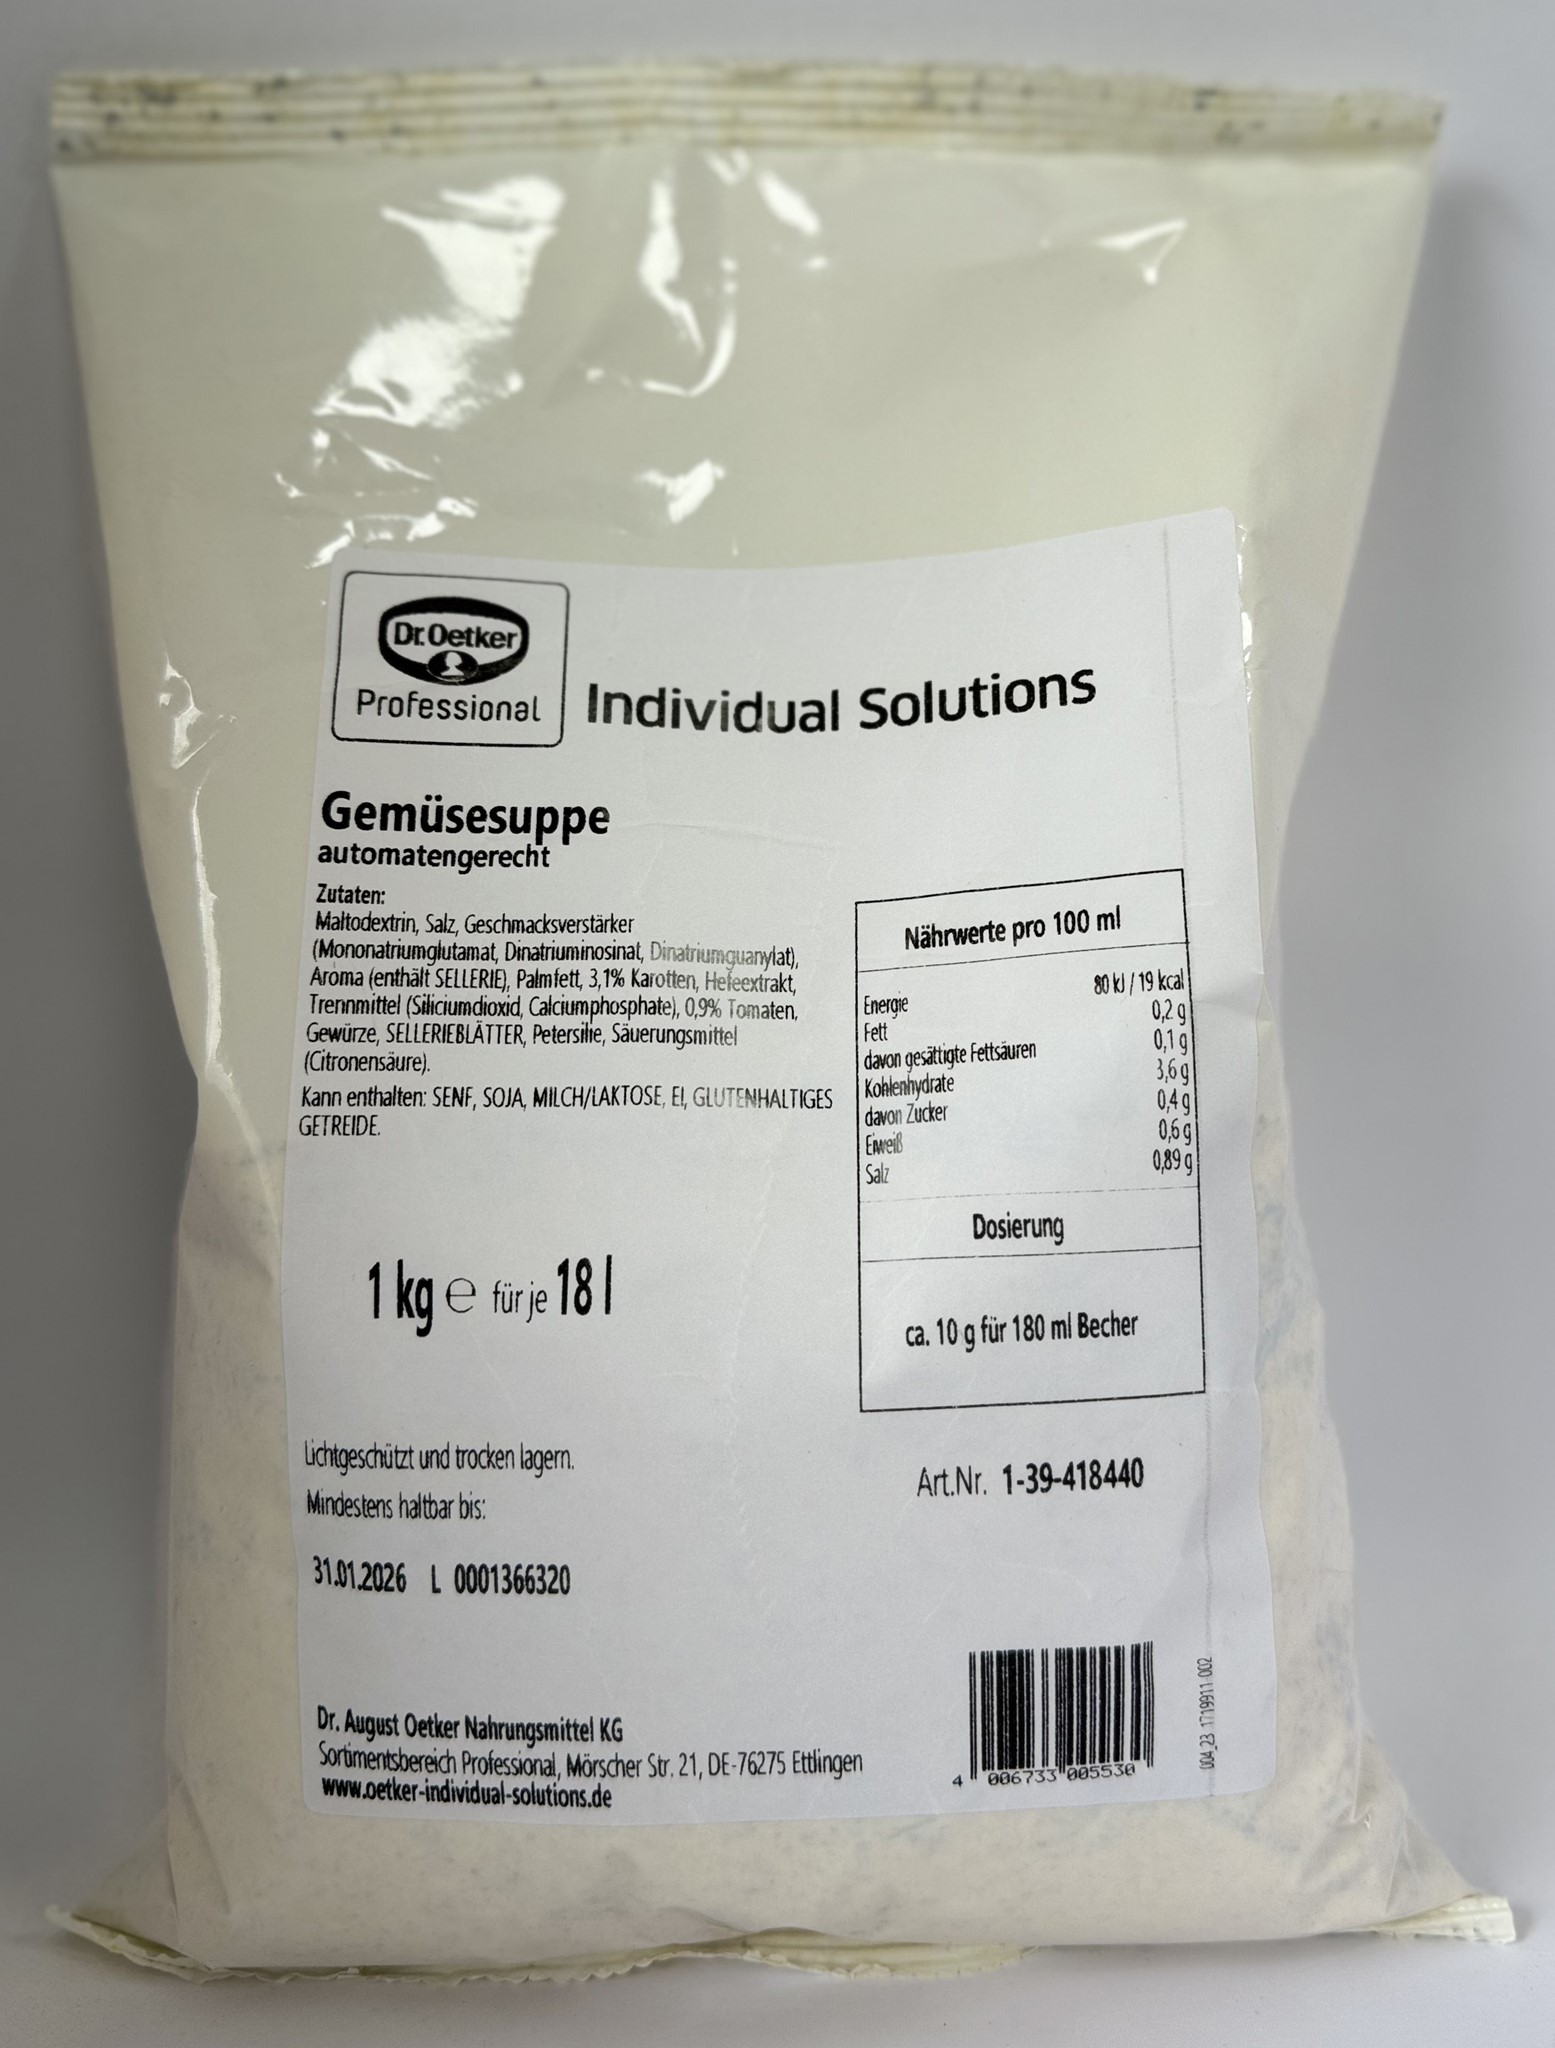 Dr. Oetker
Professional
Individual Solutions
Gemüsesuppe
automatengerecht
Zutaten:
Maltodextrin, Salz, Geschmacksverstärker
(Mononatriumglutamat, Dinatriuminosinat, Dinatriumguanylat),
Aroma (enthält SELLERIE), Palmfett, 3,1% Karotten, Hefeextrakt,
Trennmittel (Siliciumdioxid, Calciumphosphate), 0,9% Tomaten,
Gewürze, SELLERIEBLÄTTER, Petersilie, Säuerungsmittel
(Citronensäure).
Kann enthalten: SENF, SOJA, MILCH/LAKTOSE, EI, GLUTENHALTIGES
GETREIDE.
Nährwerte pro 100 ml
Energie 80 kJ / 19 kcal
Fett 0,2 g
davon gesättigte Fettsäuren 0,1 g
Kohlenhydrate 3,6 g
davon Zucker 0,4 g
Eiweiß 0,6 g
Salz 0,89 g
Dosierung
ca. 10 g für 180 ml Becher
1 kg e für je 18 l
Lichtgeschützt und trocken lagern.
Mindestens haltbar bis:
31.01.2026 L 0001366320
Art.Nr. 1-39-418440
Dr. August Oetker Nahrungsmittel KG
Sortimentsbereich Professional, Mörscher Str. 21, DE-76275 Ettlingen
www.oetker-individual-solutions.de
4 006733 005530
004_23 1719911-002